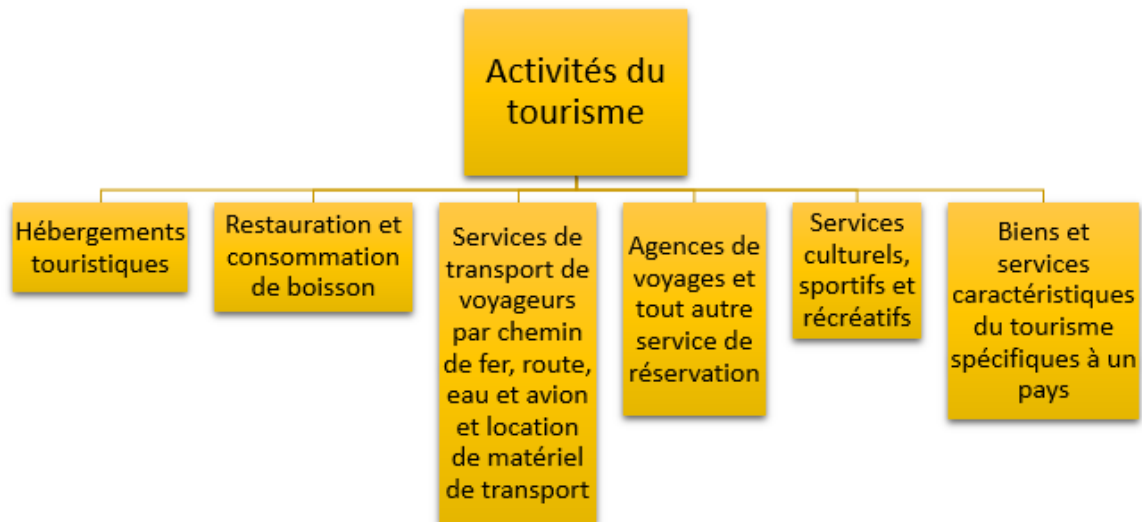 Activités du
tourisme
Hébergements
touristiques
Restauration et
consommation
de boisson
Services de
transport de
voyageurs
par chemin
de fer, route,
eau et avion
et location
de matériel
de transport
Agences de
voyages et
tout autre
service de
réservation
Services
culturels,
sportifs et
récréatifs
Biens et
services
caractéristiques
du tourisme
spécifiques à un
pays